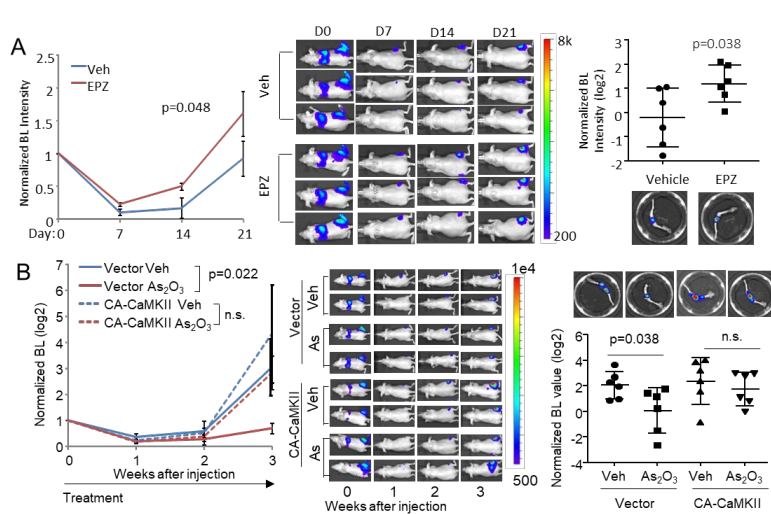 A
Normalized BL Intensity
2.5
2
1.5
1
0.5
0
Veh
EPZ
p=0.048
Day: 0 7 14 21
D0 D7 D14 D21
Veh
EPZ
8k
200
Normalized BL
Intensity (log2)
3
2
1
0
-1
-2
p=0.038
Vehicle EPZ
B
Normalized BL (log2)
7
6
5
4
3
2
1
0
Vector Veh
Vector As₂O₃
p=0.022
CA-CaMKII Veh
CA-CaMKII As₂O₃
n.s.
0 1 2 3
Weeks after injection
Treatment
Vector
Veh
As
CA-CaMKII
Veh
As
0 1 2 3
Weeks after injection
1e4
500
Normalized BL value (log2)
6
4
2
0
-2
-4
p=0.038
n.s.
Veh As₂O₃ Veh As₂O₃
Vector CA-CaMKII